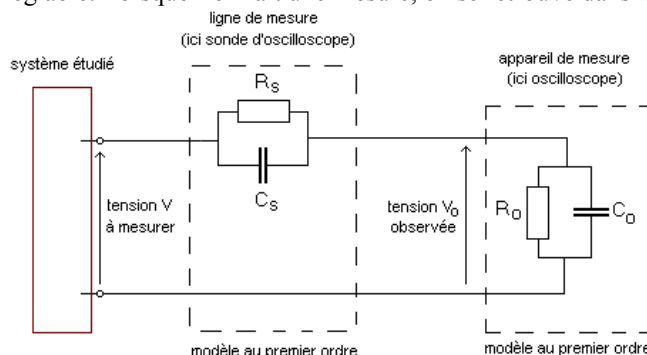 ligne de mesure
(ici sonde d'oscilloscope)
système étudié
appareil de mesure
(ici oscilloscope)
R_S
C_S
tension V
à mesurer
tension V_O
observée
R_O
C_O
modèle au premier ordre
modèle au premier ordre